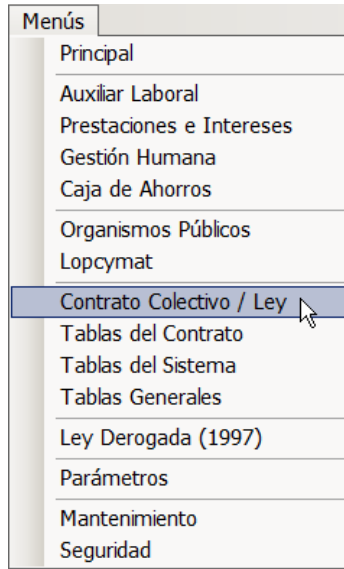 Menús
Principal
Auxiliar Laboral
Prestaciones e Intereses
Gestión Humana
Caja de Ahorros
Organismos Públicos
Lopcymat
Contrato Colectivo / Ley
Tablas del Contrato
Tablas del Sistema
Tablas Generales
Ley Derogada (1997)
Parámetros
Mantenimiento
Seguridad